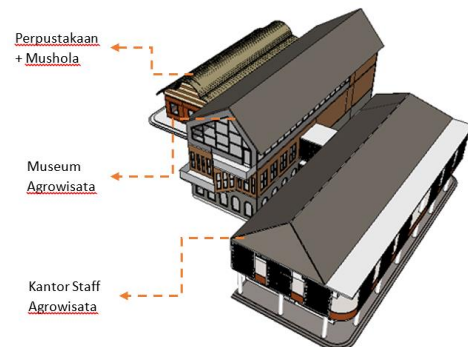 Perpustakaan
+ Mushola
Museum
Agrowisata
Kantor Staff
Agrowisata